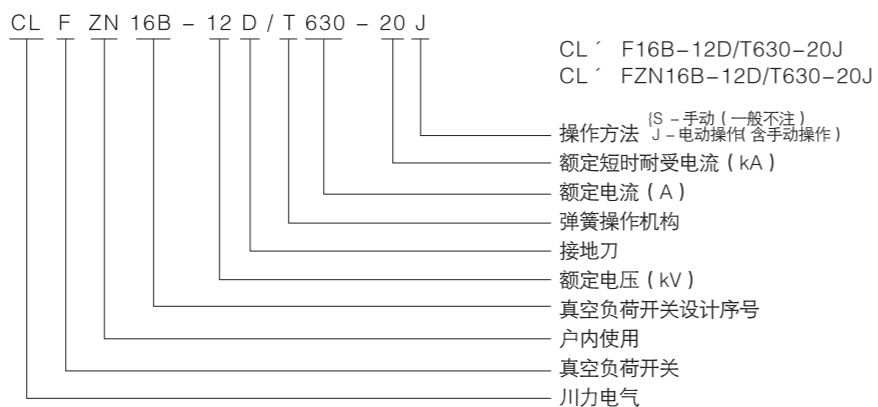 CL F ZN 16B - 12 D / T 630 - 20 J
CL´ F16B-12D/T630-20J
CL´ FZN16B-12D/T630-20J
{S -手动(一般不注)
操作方法 J -电动操作(含手动操作)
额定短时耐受电流(kA)
额定电流(A)
弹簧操作机构
接地刀
额定电压(kV)
真空负荷开关设计序号
户内使用
真空负荷开关
川力电气